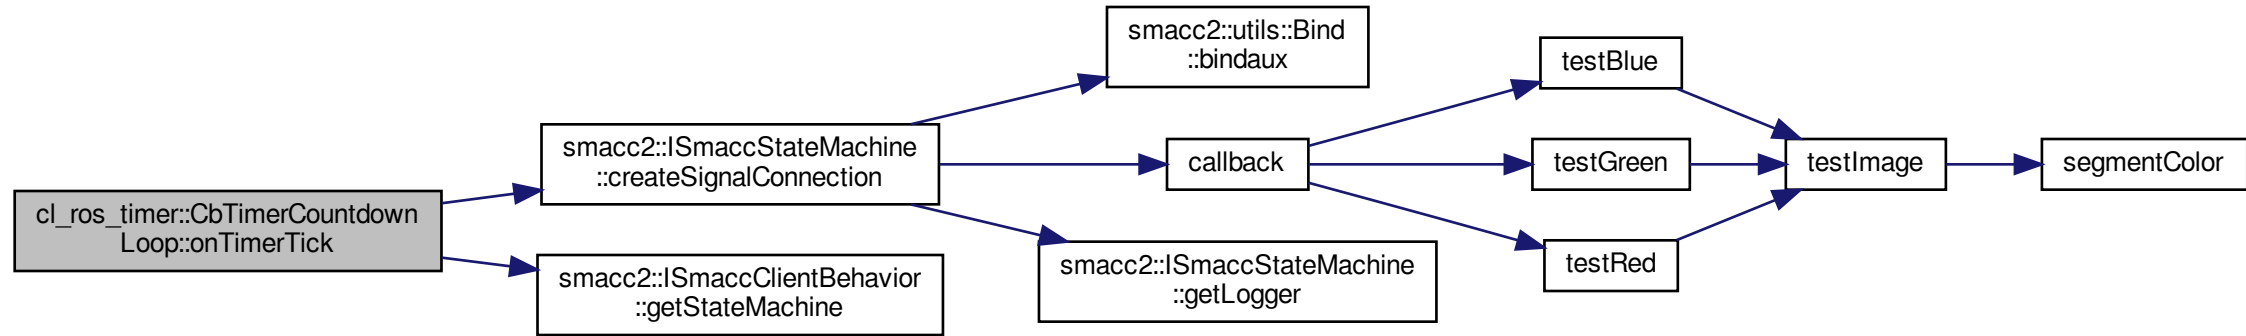 cl_ros_timer::CbTimerCountdown
Loop::onTimerTick
smacc2::ISmaccStateMachine
::createSignalConnection
smacc2::ISmaccClientBehavior
::getStateMachine
smacc2::utils::Bind
::bindaux
callback
smacc2::ISmaccStateMachine
::getLogger
testBlue
testGreen
testRed
testImage
segmentColor